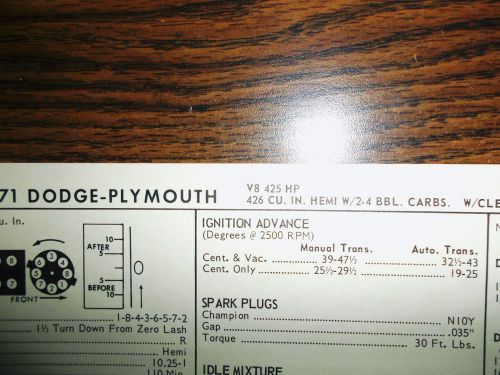 71 DODGE-PLYMOUTH
V8 425 HP
426 CU. IN. HEMI W/2-4 BBL. CARBS. W/CLE
u. In.
AFTER
10
5
5
BEFORE
10
FRONT
1-8-4-3-6-5-7-2
1½ Turn Down From Zero Lash
R
Hemi
10.25-1
110 Min.
IGNITION ADVANCE
(Degrees @ 2500 RPM)
Manual Trans. Auto. Trans.
Cent. & Vac. 39-47½ 32½-43
Cent. Only 25½-29½ 19-25
SPARK PLUGS
Champion N10Y
Gap .035"
Torque 30 Ft. Lbs.
IDLE MIXTURE